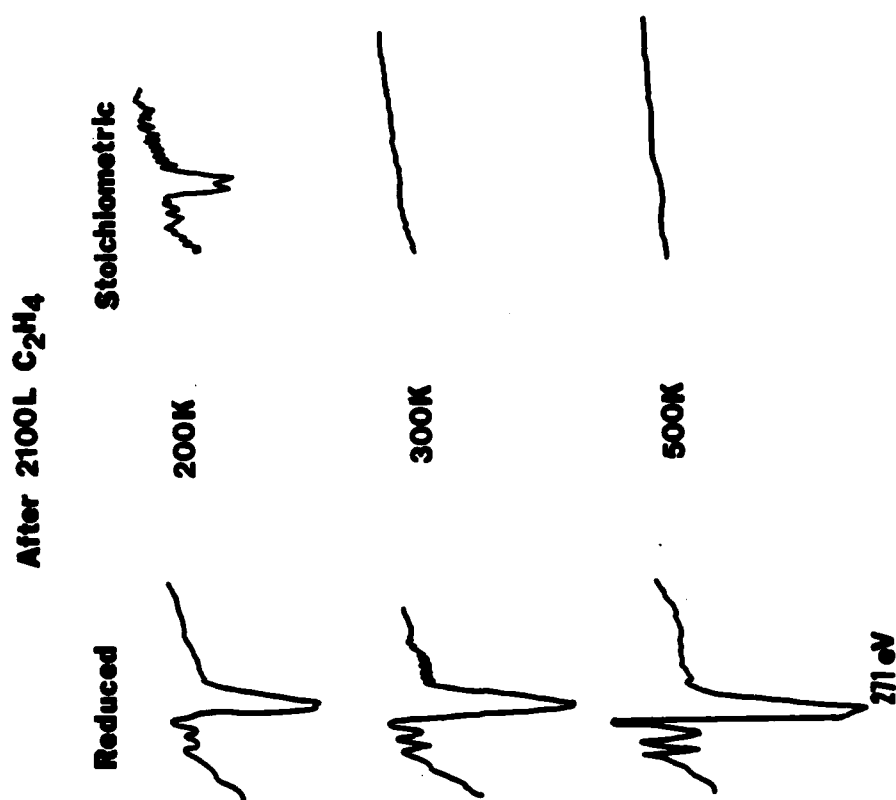 After 2100L C₂H₄
Reduced
Stoichiometric
200K
300K
500K
271 eV